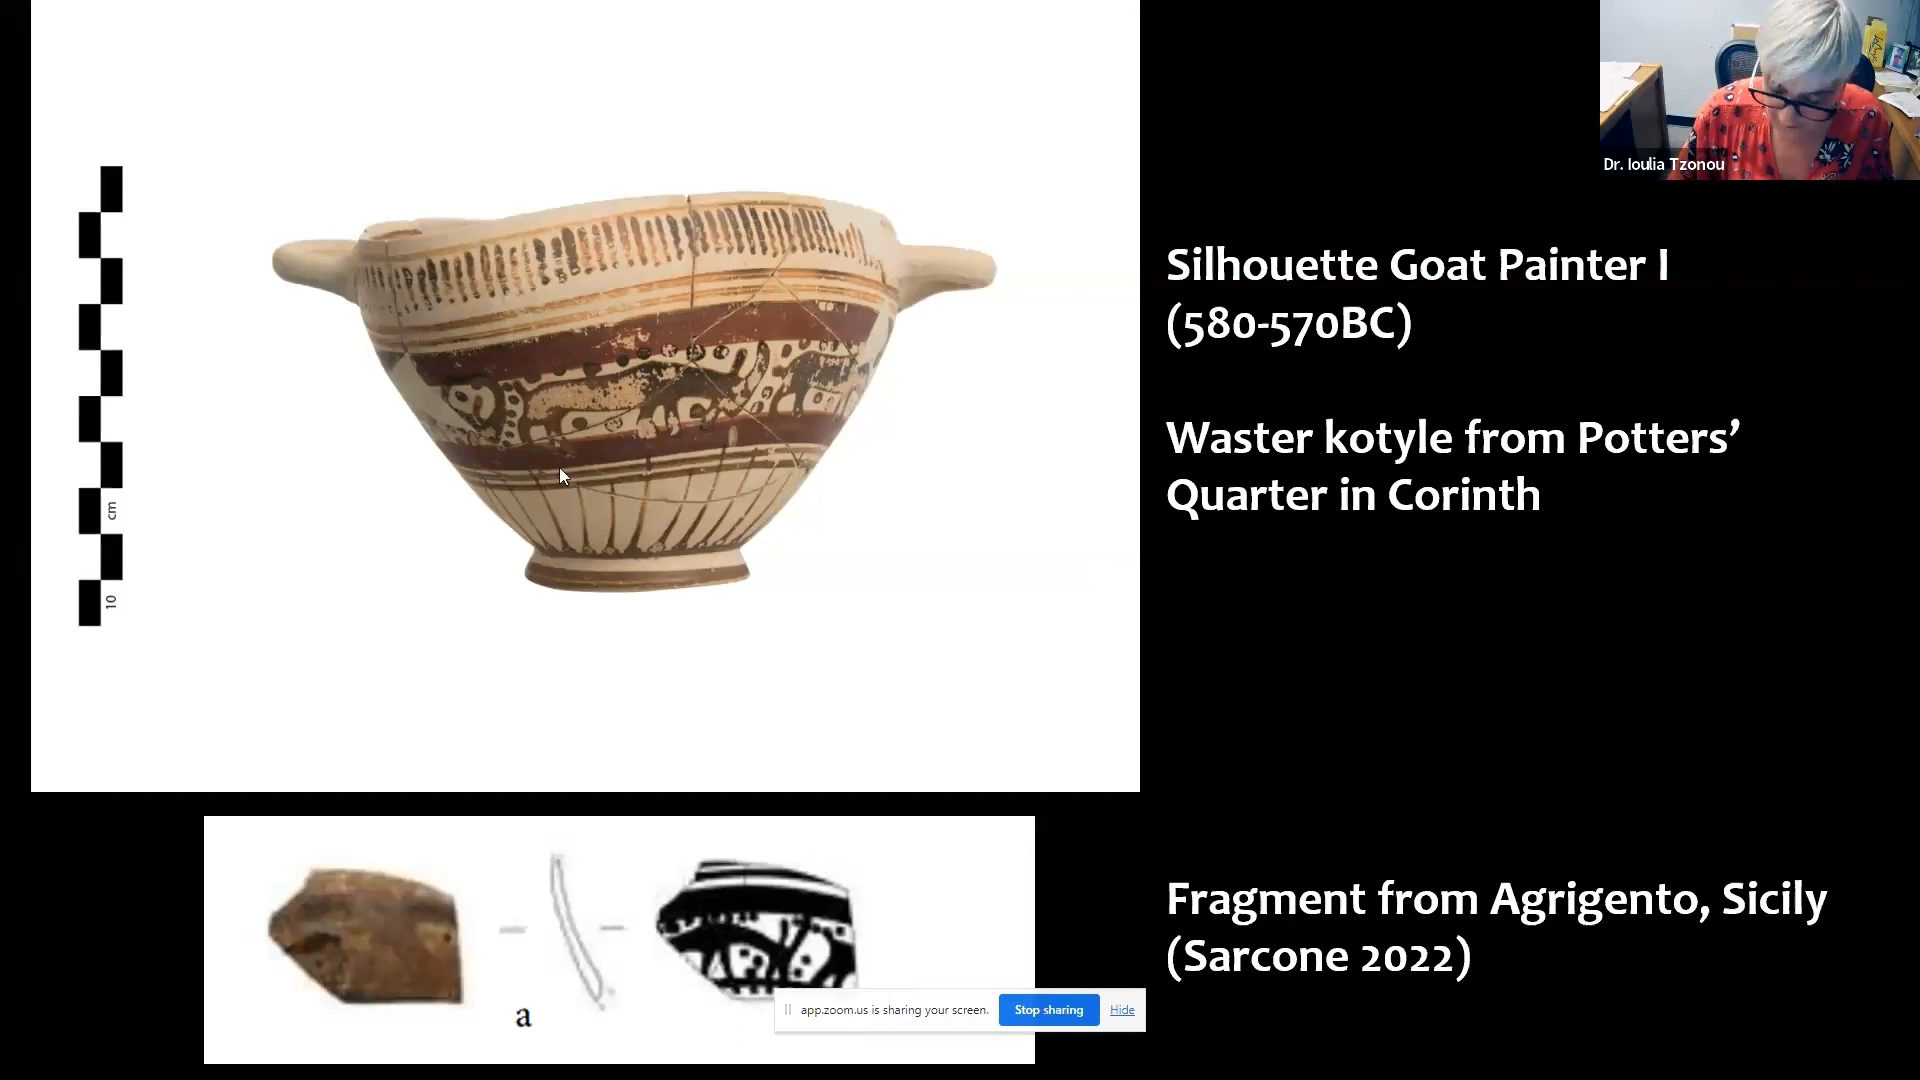 Dr. Ioulia Tzonou
Silhouette Goat Painter I
(580-570BC)
Waster kotyle from Potters’
Quarter in Corinth
cm
10
Fragment from Agrigento, Sicily
(Sarcone 2022)
a
app.zoom.us is sharing your screen.
Stop sharing
Hide